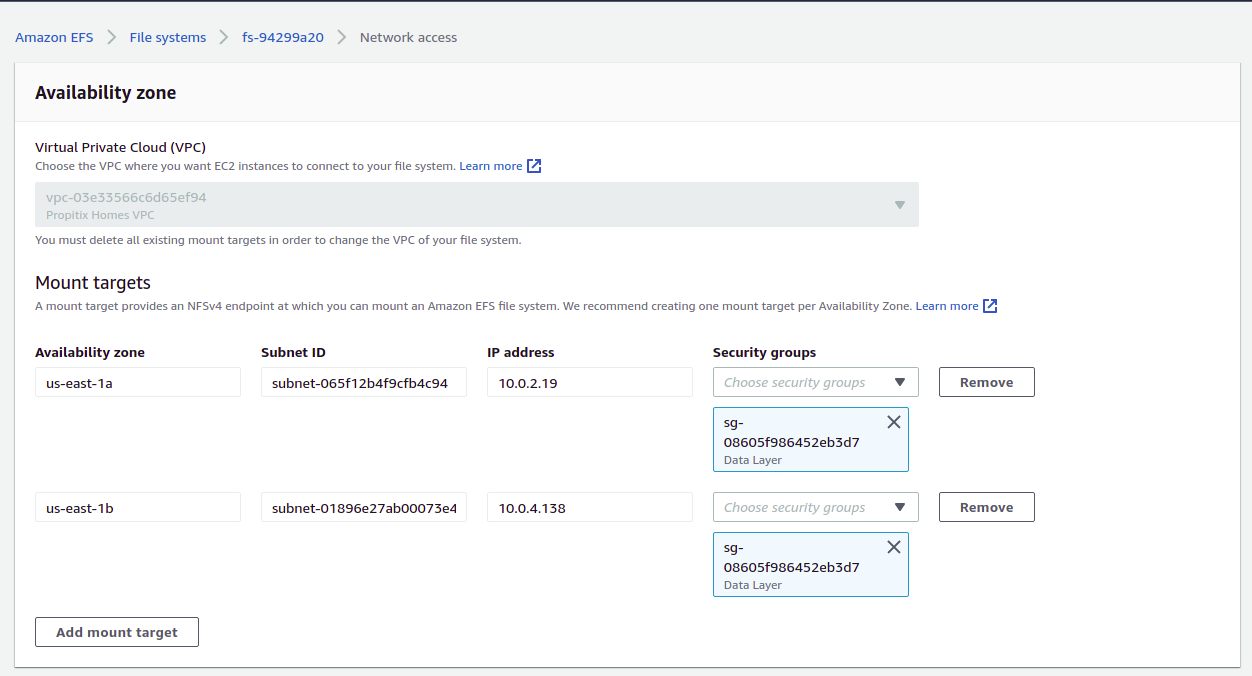 Amazon EFS > File systems > fs-94299a20 > Network access
Availability zone
Virtual Private Cloud (VPC)
Choose the VPC where you want EC2 instances to connect to your file system. Learn more
vpc-03e33566c6d65ef94
Propitix Homes VPC
You must delete all existing mount targets in order to change the VPC of your file system.
Mount targets
A mount target provides an NFSv4 endpoint at which you can mount an Amazon EFS file system. We recommend creating one mount target per Availability Zone. Learn more
Availability zone Subnet ID IP address Security groups
us-east-1a subnet-065f12b4f9cfb4c94 10.0.2.19 Choose security groups Remove
sg-
08605f986452eb3d7
Data Layer
us-east-1b subnet-01896e27ab00073e4 10.0.4.138 Choose security groups Remove
sg-
08605f986452eb3d7
Data Layer
Add mount target